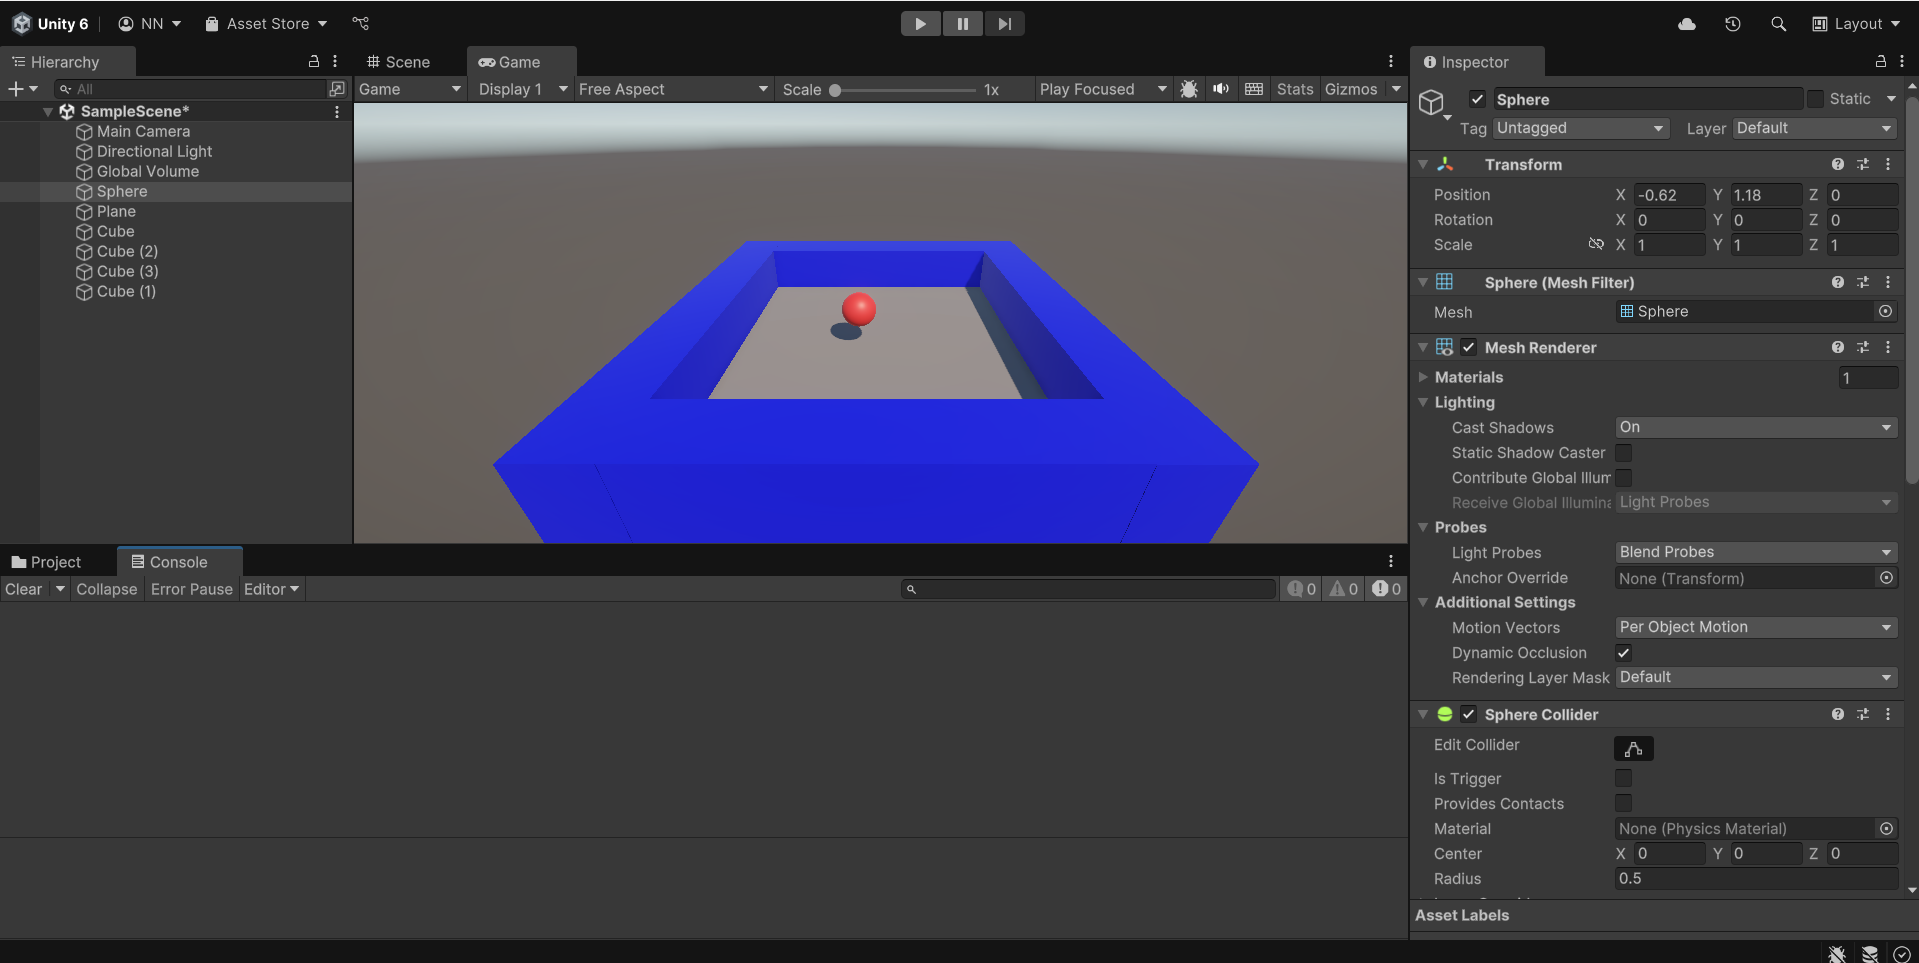 Unity 6 NN Asset Store Layout
Hierarchy
All
SampleScene*
Main Camera
Directional Light
Global Volume
Sphere
Plane
Cube
Cube (2)
Cube (3)
Cube (1)
Scene Game
Game Display 1 Free Aspect Scale 1x Play Focused Stats Gizmos
Project Console
Clear Collapse Error Pause Editor 0 0 0
Inspector
Sphere Static
Tag Untagged Layer Default
Transform
Position X -0.62 Y 1.18 Z 0
Rotation X 0 Y 0 Z 0
Scale X 1 Y 1 Z 1
Sphere (Mesh Filter)
Mesh Sphere
Mesh Renderer
Materials 1
Lighting
Cast Shadows On
Static Shadow Caster
Contribute Global Illum
Receive Global Illumina Light Probes
Probes
Light Probes Blend Probes
Anchor Override None (Transform)
Additional Settings
Motion Vectors Per Object Motion
Dynamic Occlusion
Rendering Layer Mask Default
Sphere Collider
Edit Collider
Is Trigger
Provides Contacts
Material None (Physics Material)
Center X 0 Y 0 Z 0
Radius 0.5
Asset Labels